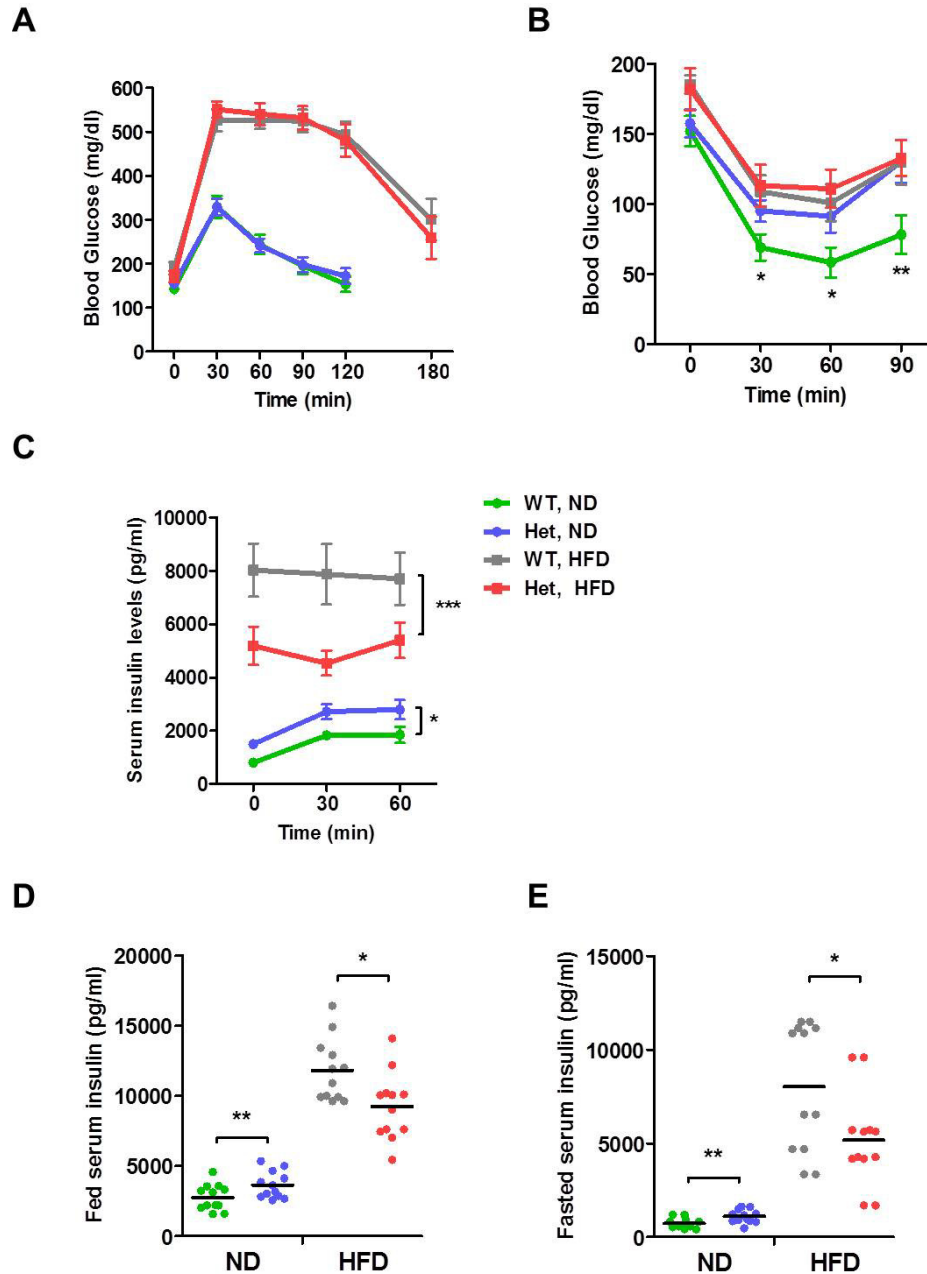 A
Blood Glucose (mg/dl)
600
500
400
300
200
100
0
0 30 60 90 120 180
Time (min)
B
Blood Glucose (mg/dl)
200
150
100
50
0
* * **
0 30 60 90
Time (min)
C
Serum insulin levels (pg/ml)
10000
8000
6000
4000
2000
0
***
*
0 30 60
Time (min)
WT, ND
Het, ND
WT, HFD
Het, HFD
D
Fed serum insulin (pg/ml)
20000
15000
10000
5000
0
**
*
ND HFD
E
Fasted serum insulin (pg/ml)
15000
10000
5000
0
**
*
ND HFD